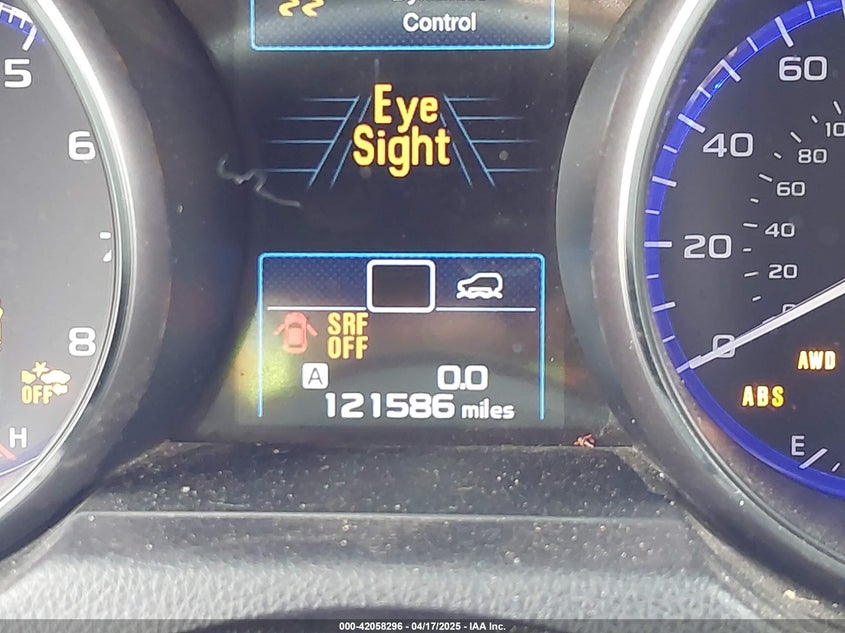 Control
Eye
Sight
SRF
OFF
A
0.0
121586 miles
5
6
8
OFF
H
60
40
20
0
80
60
40
20
AWD
ABS
E
000-42058296 - 04/17/2025 - IAA Inc.